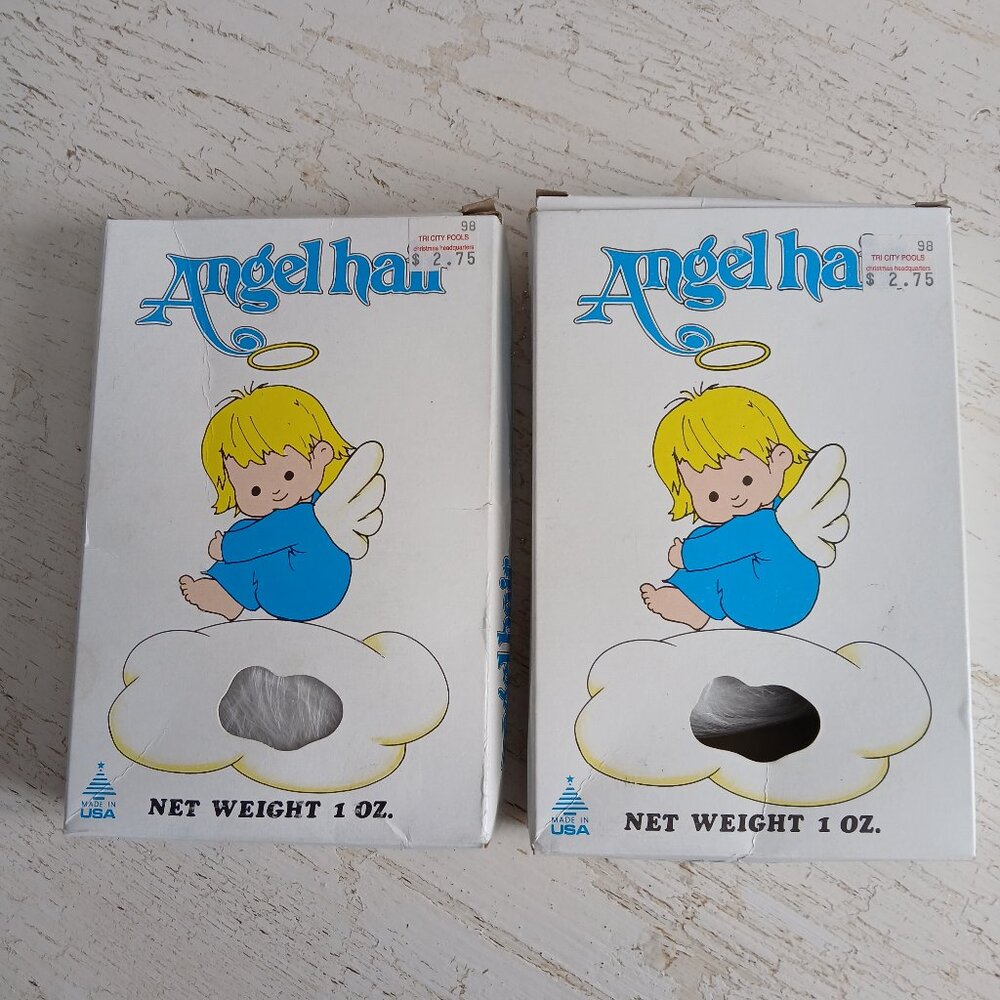 98
TRI CITY POOLS
christmas headquarters
$ 2.75
Angel hair
MADE IN
USA
NET WEIGHT 1 OZ.
98
TRI CITY POOLS
christmas headquarters
$ 2.75
Angel ha
MADE IN
USA
NET WEIGHT 1 OZ.